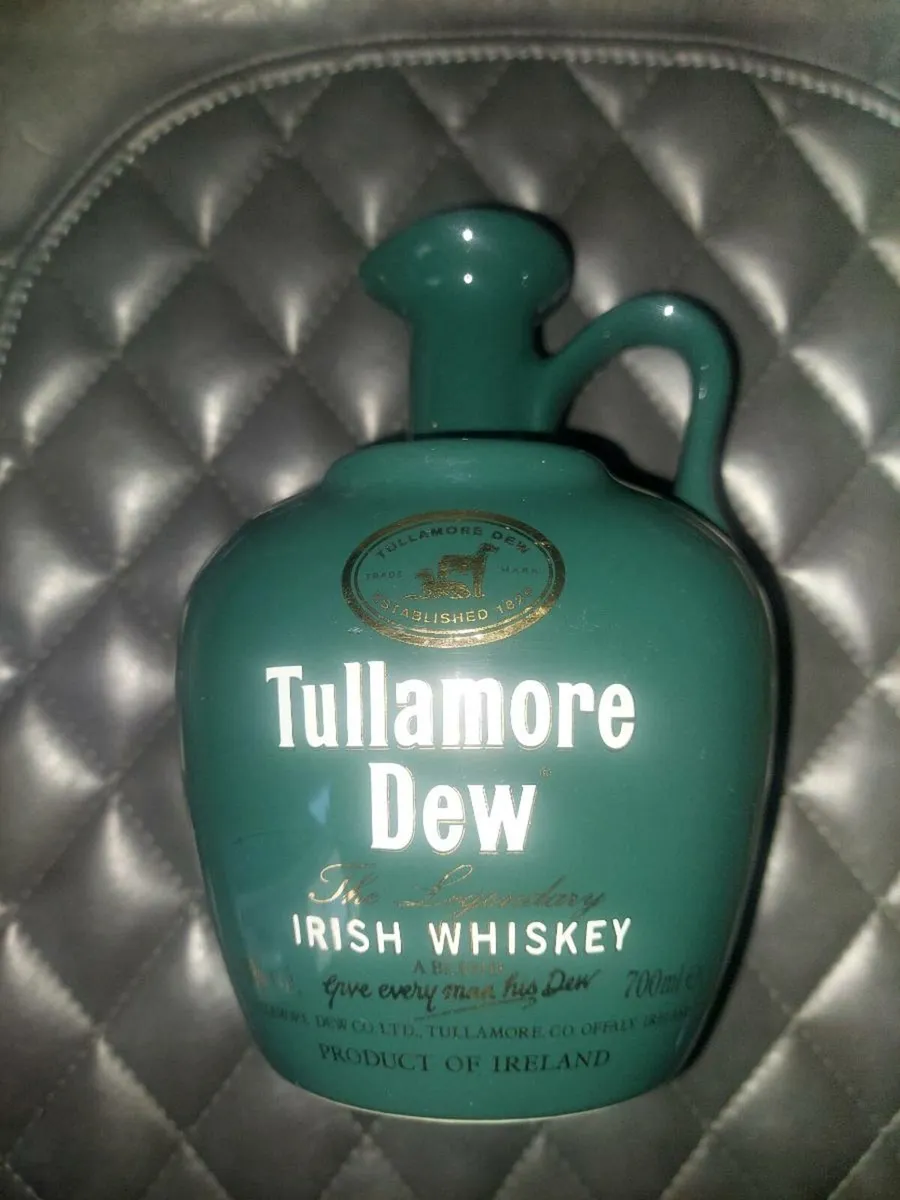 TULLAMORE DEW
TRADE MARK
ESTABLISHED
Tullamore
Dew
The Legendary
IRISH WHISKEY
Give every man his Dew
700ml
DEW CO. LTD., TULLAMORE, CO. OFFALY,
PRODUCT OF IRELAND